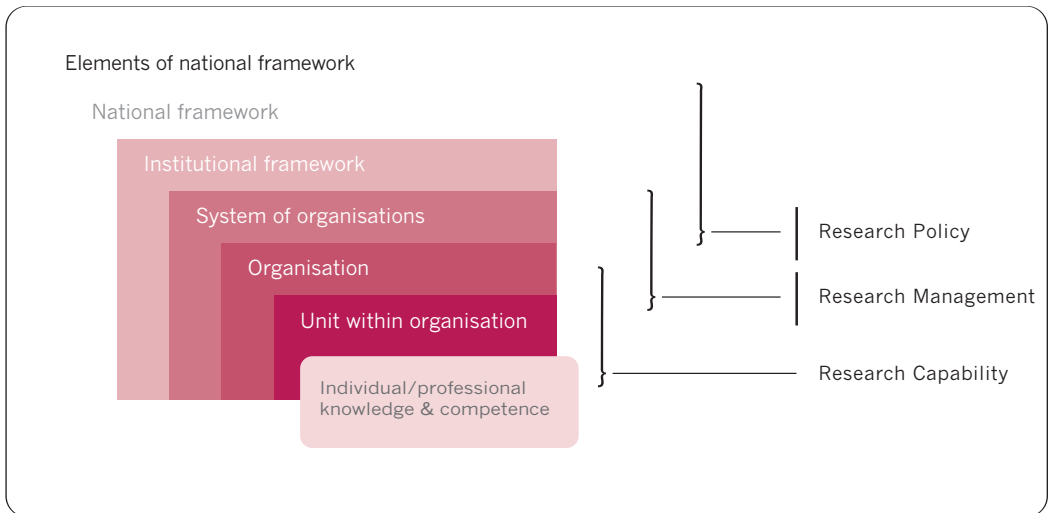 Elements of national framework
National framework
Institutional framework
System of organisations
Organisation
Unit within organisation
Individual/professional
knowledge & competence
Research Policy
Research Management
Research Capability